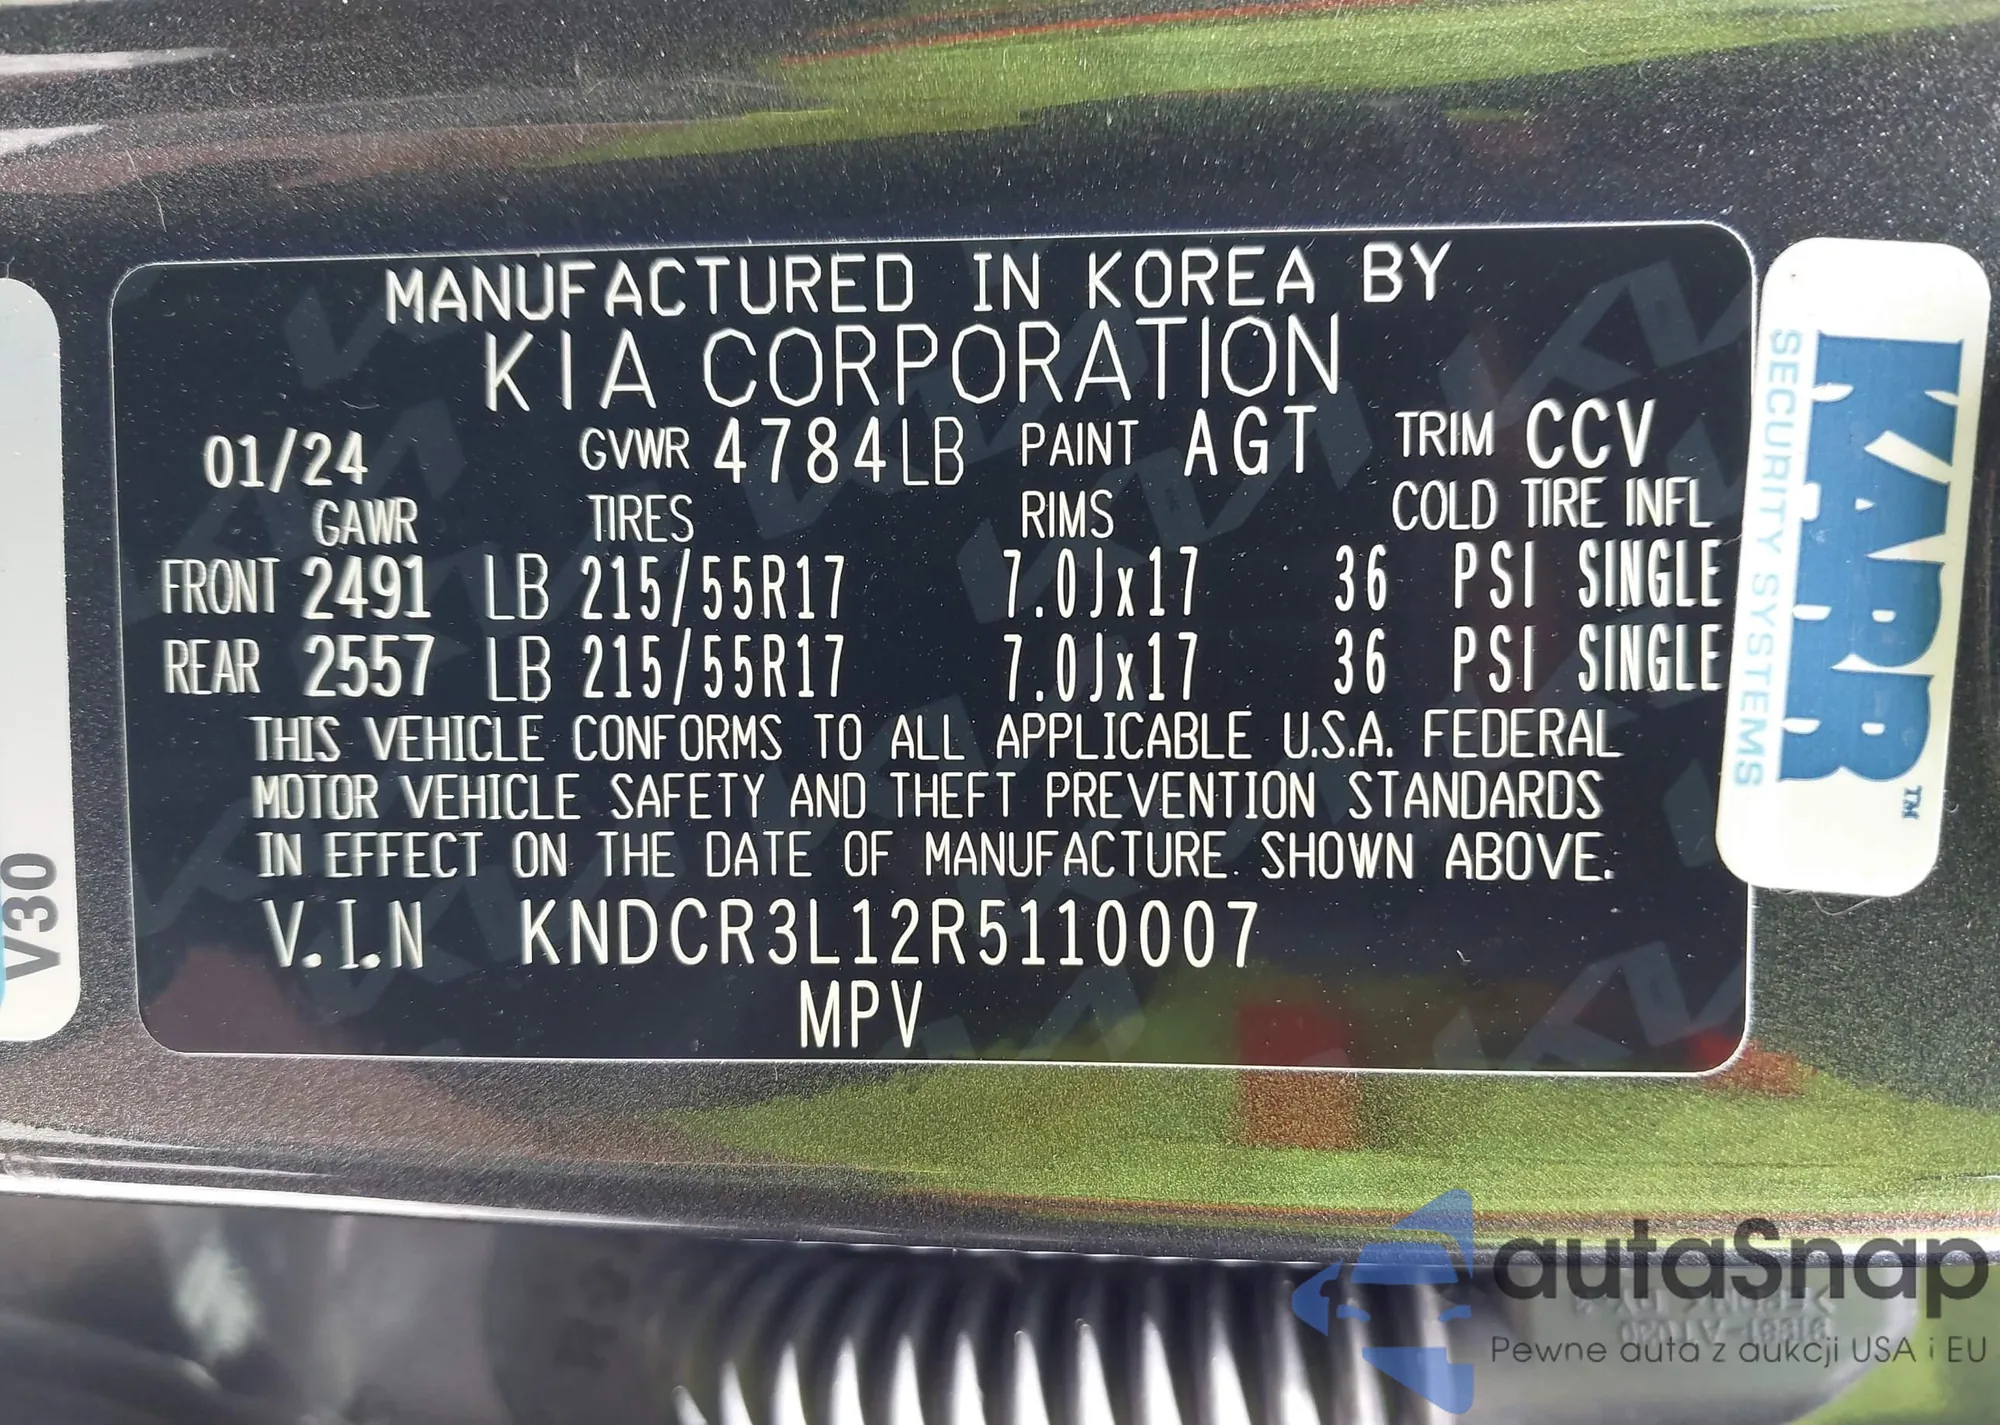 MANUFACTURED IN KOREA BY
KIA CORPORATION
01/24 GVWR 4784LB PAINT AGT TRIM CCV
GAWR TIRES RIMS COLD TIRE INFL
FRONT 2491 LB 215/55R17 7.0Jx17 36 PSI SINGLE
REAR 2557 LB 215/55R17 7.0Jx17 36 PSI SINGLE
THIS VEHICLE CONFORMS TO ALL APPLICABLE U.S.A. FEDERAL
MOTOR VEHICLE SAFETY AND THEFT PREVENTION STANDARDS
IN EFFECT ON THE DATE OF MANUFACTURE SHOWN ABOVE.
V.I.N KNDCR3L12R5110007
MPV
KARR™
SECURITY SYSTEMS
V30
autaSnap
Pewne auta z aukcji USA i EU